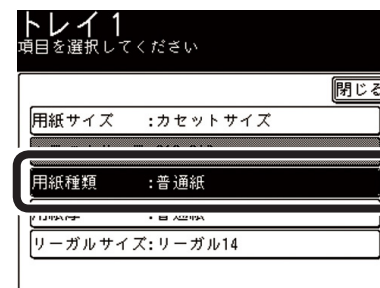 トレイ1
項目を選択してください
閉じる
用紙サイズ :カセットサイズ
用紙種類 :普通紙
リーガルサイズ:リーガル14